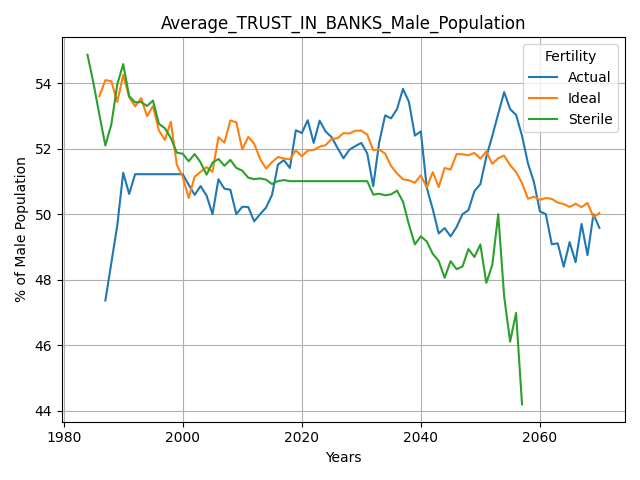 Average_TRUST_IN_BANKS_Male_Population
Fertility
Actual
Ideal
Sterile
% of Male Population
54
52
50
48
46
44
1980
2000
2020
2040
2060
Years